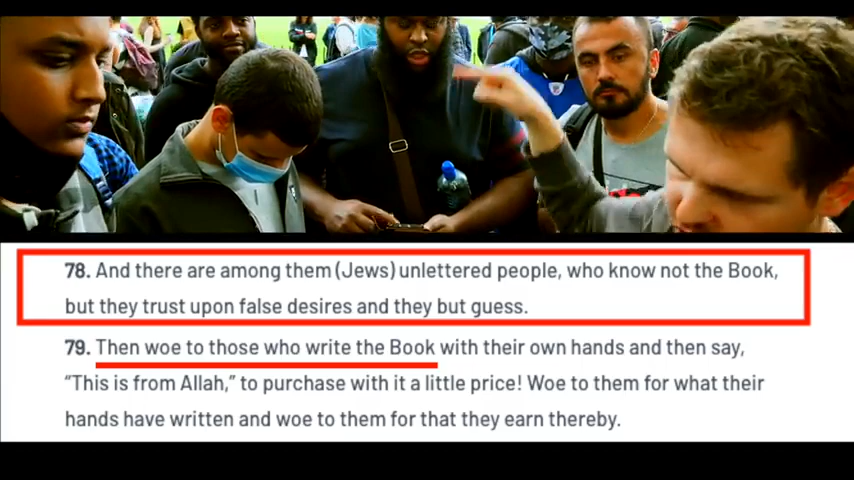 78. And there are among them (Jews) unlettered people, who know not the Book,
but they trust upon false desires and they but guess.
79. Then woe to those who write the Book with their own hands and then say,
“This is from Allah,” to purchase with it a little price! Woe to them for what their
hands have written and woe to them for that they earn thereby.